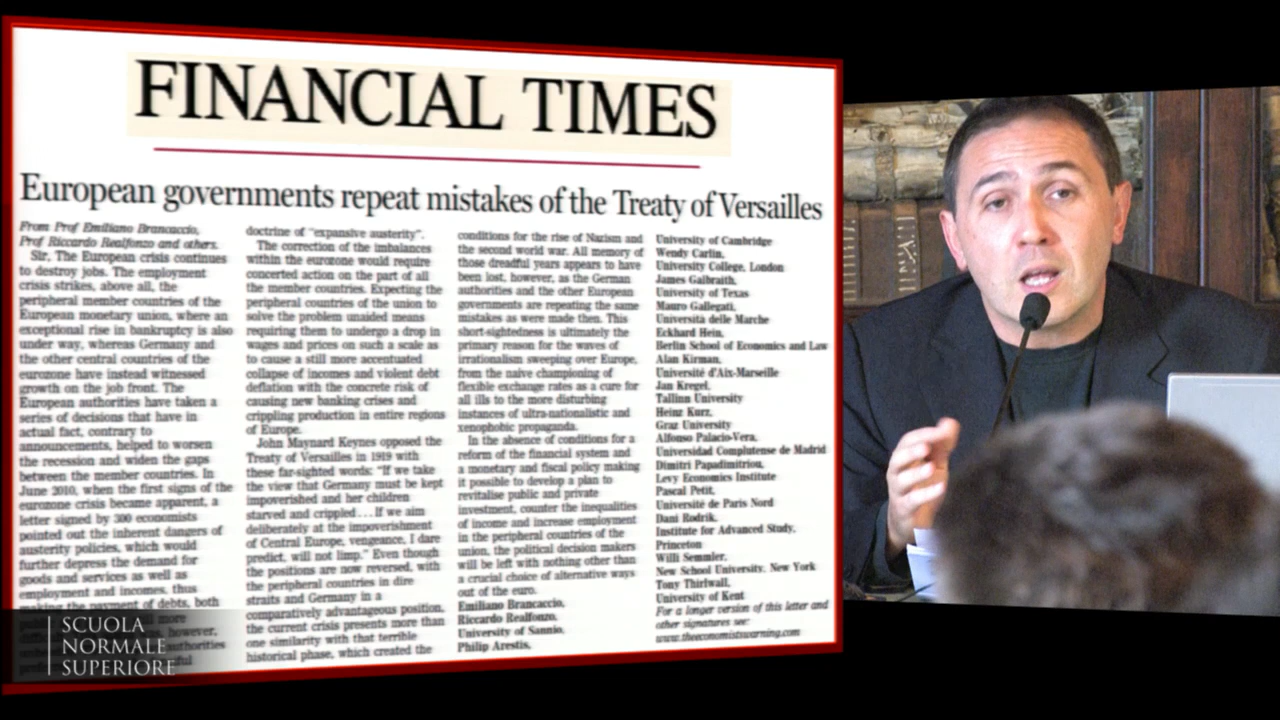 FINANCIAL TIMES
European governments repeat mistakes of the Treaty of Versailles
From Prof Emiliano Brancaccio,
Prof Riccardo Realfonzo and others.
Sir, The European crisis continues
to destroy jobs. The employment
crisis strikes, above all, the
peripheral member countries of the
European monetary union, where an
exceptional rise in bankruptcy is also
under way, whereas Germany and
the other central countries of the
eurozone have instead witnessed
growth on the job front. The
European authorities have taken a
series of decisions that have in
actual fact, contrary to
announcements, helped to worsen
the recession and widen the gaps
between the member countries. In
June 2010, when the first signs of the
eurozone crisis became apparent, a
letter signed by 300 economists
pointed out the inherent dangers of
austerity policies, which would
further depress the demand for
goods and services as well as
employment and incomes, thus
making the payment of debts, both
more
however,
authorities
doctrine of "expansive austerity".
The correction of the imbalances
within the eurozone would require
concerted action on the part of all
the member countries. Expecting the
peripheral countries of the union to
solve the problem unaided means
requiring them to undergo a drop in
wages and prices on such a scale as
to cause a still more accentuated
collapse of incomes and violent debt
deflation with the concrete risk of
causing new banking crises and
crippling production in entire regions
of Europe.
John Maynard Keynes opposed the
Treaty of Versailles in 1919 with
these far-sighted words: "If we take
the view that Germany must be kept
impoverished and her children
starved and crippled . . . If we aim
deliberately at the impoverishment
of Central Europe, vengeance, I dare
predict, will not limp." Even though
the positions are now reversed, with
the peripheral countries in dire
straits and Germany in a
comparatively advantageous position,
the current crisis presents more than
one similarity with that terrible
historical phase, which created the
conditions for the rise of Nazism and
the second world war. All memory of
those dreadful years appears to have
been lost, however, as the German
authorities and the other European
governments are repeating the same
mistakes as were made then. This
short-sightedness is ultimately the
primary reason for the waves of
irrationalism sweeping over Europe,
from the naive championing of
flexible exchange rates as a cure for
all ills to the more disturbing
instances of ultra-nationalistic and
xenophobic propaganda.
In the absence of conditions for a
reform of the financial system and
a monetary and fiscal policy making
it possible to develop a plan to
revitalise public and private
investment, counter the inequalities
of income and increase employment
in the peripheral countries of the
union, the political decision makers
will be left with nothing other than
a crucial choice of alternative ways
out of the euro.
Emiliano Brancaccio,
Riccardo Realfonzo,
University of Sannio,
Philip Arestis,
University of Cambridge
Wendy Carlin,
University College, London
James Galbraith,
University of Texas
Mauro Gallegati,
Università delle Marche
Eckhard Hein,
Berlin School of Economics and Law
Alan Kirman,
Université d'Aix-Marseille
Jan Kregel,
Tallinn University
Heinz Kurz,
Graz University
Alfonso Palacio-Vera,
Universidad Complutense de Madrid
Dimitri Papadimitriou,
Levy Economics Institute
Pascal Petit,
Université de Paris Nord
Dani Rodrik,
Institute for Advanced Study,
Princeton
Willi Semmler,
New School University, New York
Tony Thirlwall,
University of Kent
For a longer version of this letter and
other signatures see:
www.theeconomistswarning.com
SCUOLA
NORMALE
SUPERIORE